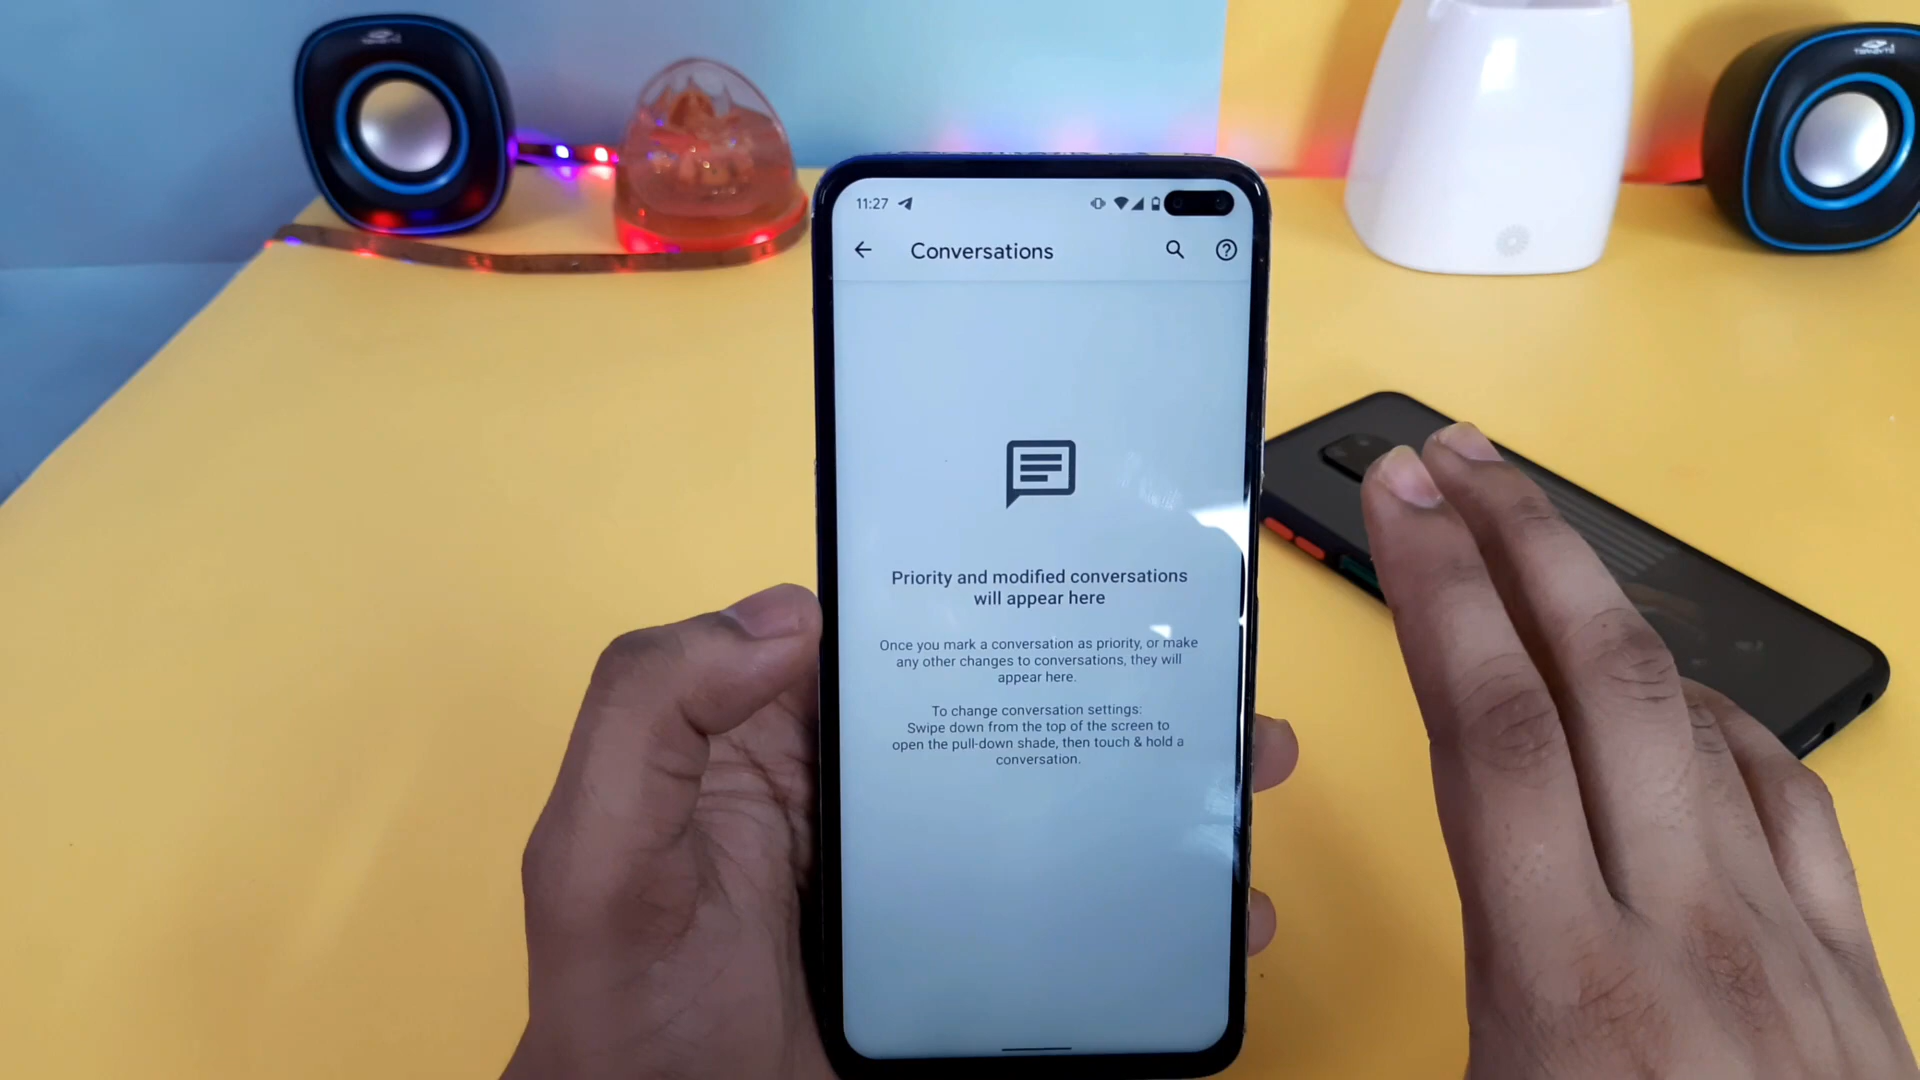 11:27
Conversations
Priority and modified conversations
will appear here
Once you mark a conversation as priority, or make
any other changes to conversations, they will
appear here.
To change conversation settings:
Swipe down from the top of the screen to
open the pull-down shade, then touch & hold a
conversation.